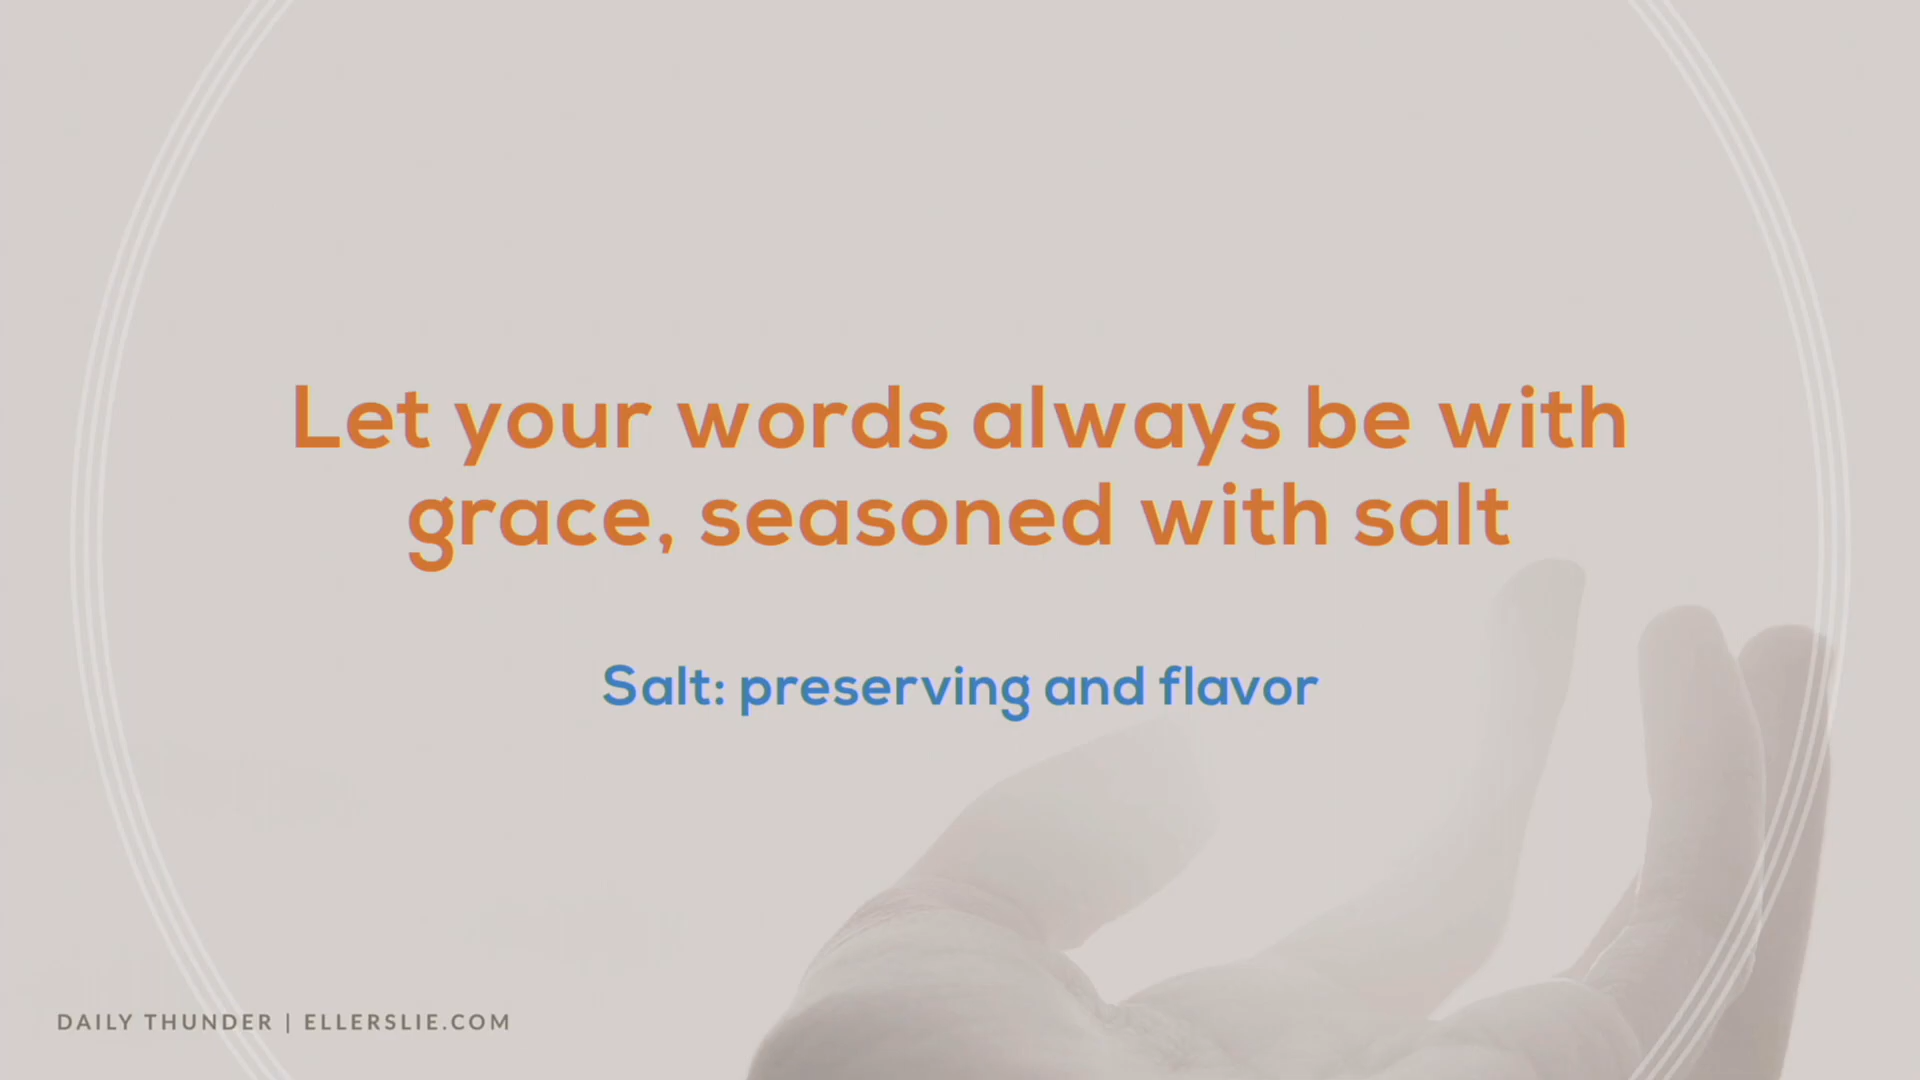 Let your words always be with
grace, seasoned with salt
Salt: preserving and flavor
DAILY THUNDER | ELLERSLIE.COM